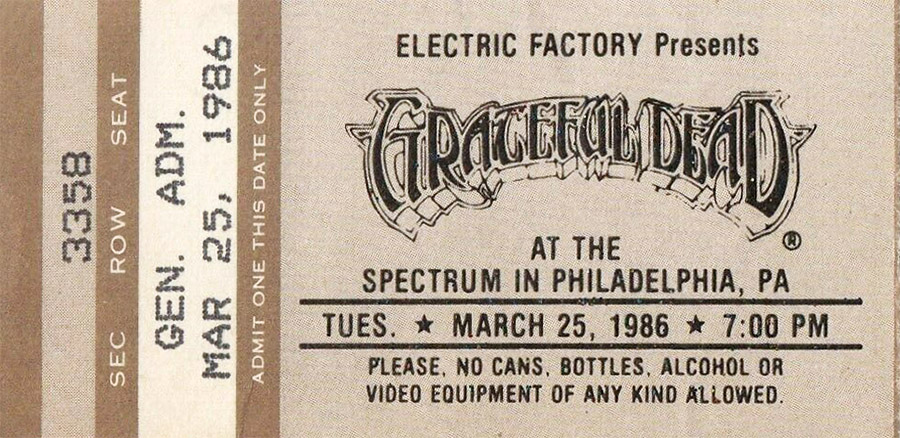 3358
SEC ROW SEAT
GEN. ADM.
MAR 25, 1986
ADMIT ONE THIS DATE ONLY
ELECTRIC FACTORY Presents
GRATEFUL DEAD®
AT THE
SPECTRUM IN PHILADELPHIA, PA
TUES. ★ MARCH 25, 1986 ★ 7:00 PM
PLEASE, NO CANS, BOTTLES, ALCOHOL OR
VIDEO EQUIPMENT OF ANY KIND ALLOWED.